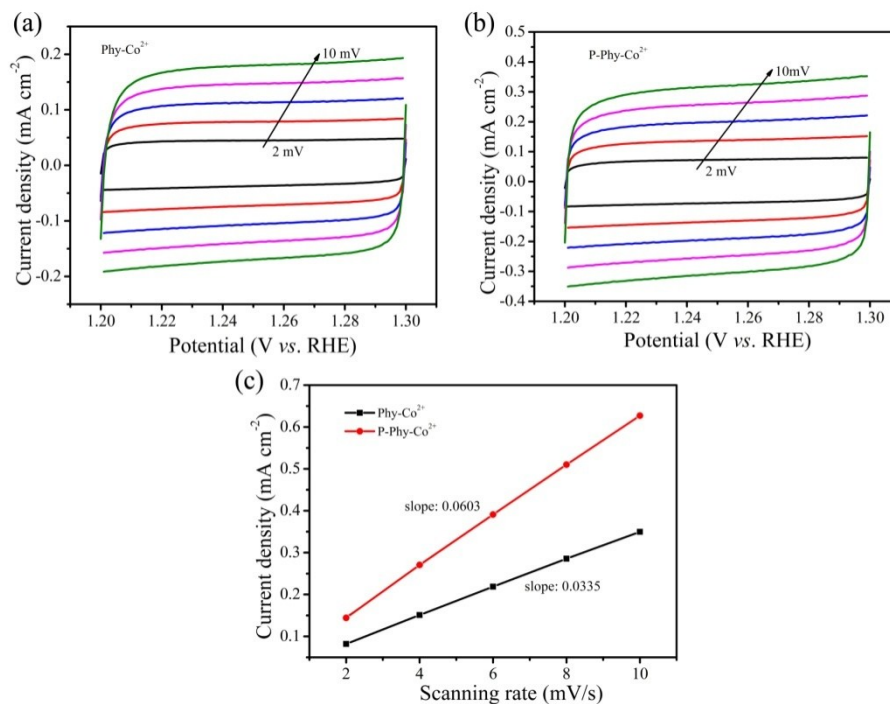 (a)
Phy-Co²⁺
10 mV
2 mV
Current density (mA cm⁻²)
0.2
0.1
0.0
-0.1
-0.2
1.20 1.22 1.24 1.26 1.28 1.30
Potential (V vs. RHE)
(b)
P-Phy-Co²⁺
10mV
2 mV
Current density (mA cm⁻²)
0.5
0.4
0.3
0.2
0.1
0.0
-0.1
-0.2
-0.3
-0.4
1.20 1.22 1.24 1.26 1.28 1.30
Potential (V vs. RHE)
(c)
Phy-Co²⁺
P-Phy-Co²⁺
slope: 0.0603
slope: 0.0335
Current density (mA cm⁻²)
0.7
0.6
0.5
0.4
0.3
0.2
0.1
2 4 6 8 10
Scanning rate (mV/s)